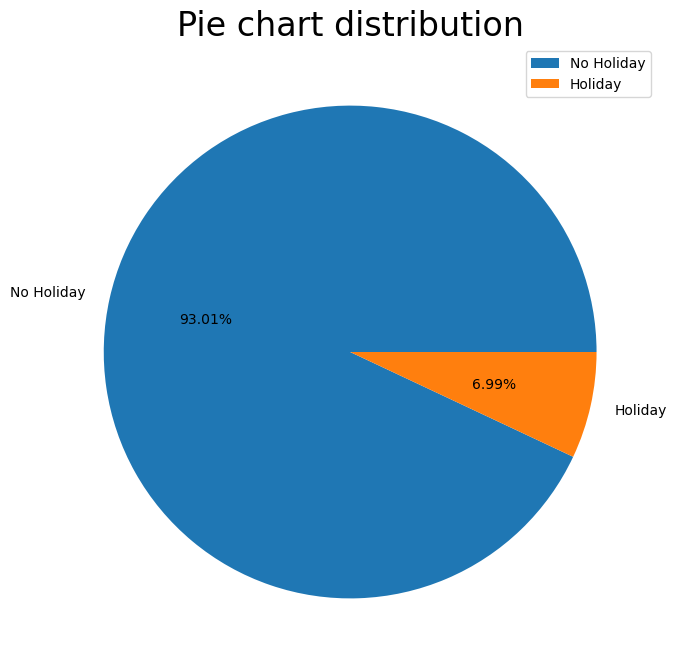 Pie chart distribution
No Holiday
Holiday
No Holiday
93.01%
6.99%
Holiday